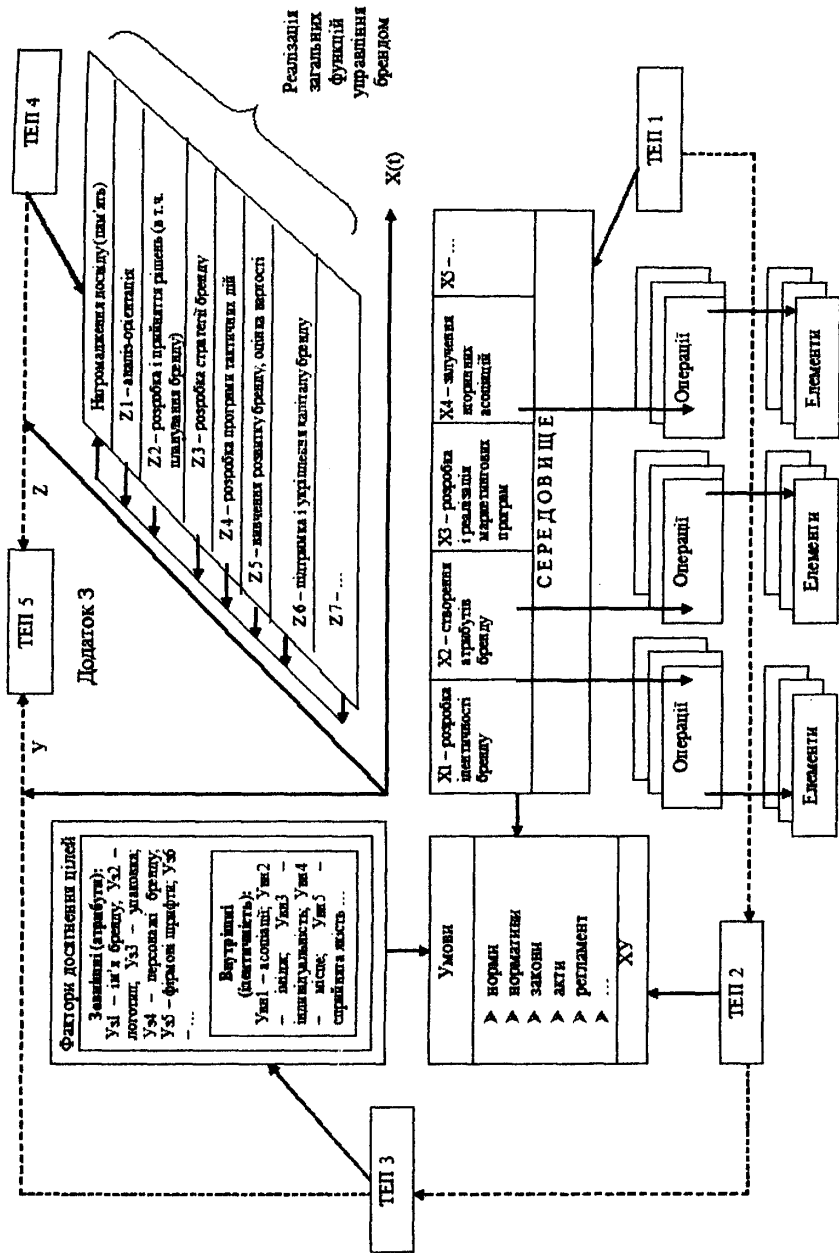 Додаток 3
ТЕП 3
ТЕП 5
ТЕП 4
У
Z
Фактори досягнення цілей
Зовнішні (атрибути):
Уз1 – ім'я бренду; Уз2 –
логотип; Уз3 – упаковка;
Уз4 – персонажі бренду;
Уз5 – фірмові шрифти; Уз6
– ...
Внутрішні
(ідентичність):
Увн1 – асоціації; Увн2
– імідж; Увн3 –
індивідуальність; Увн4
– місце; Увн5 –
сприйнята якість ...
Нагромадження досвіду (пам'ять)
Z1 – аналіз-орієнтація
Z2 – розробка і прийняття рішень (в т.ч.
планування бренду)
Z3 – розробка стратегії бренду
Z4 – розробка програми тактичних дій
Z5 – вивчення розвитку бренду, оцінка вартості
Z6 – підтримка і укріплення капіталу бренду
Z7 – ...
Реалізація
загальних
функцій
управління
брендом
X(t)
Умови
➤ норми
➤ нормативи
➤ закони
➤ акти
➤ регламент
➤ ...
ХУ
X1 – розробка
ідентичності
бренду
X2 – створення
атрибутів
бренду
X3 – розробка
і реалізація
маркетингових
програм
X4 – залучення
вторинних
асоціацій
X5 – ...
СЕРЕДОВИЩЕ
Операції
Операції
Операції
Елементи
Елементи
Елементи
ТЕП 2
ТЕП 1